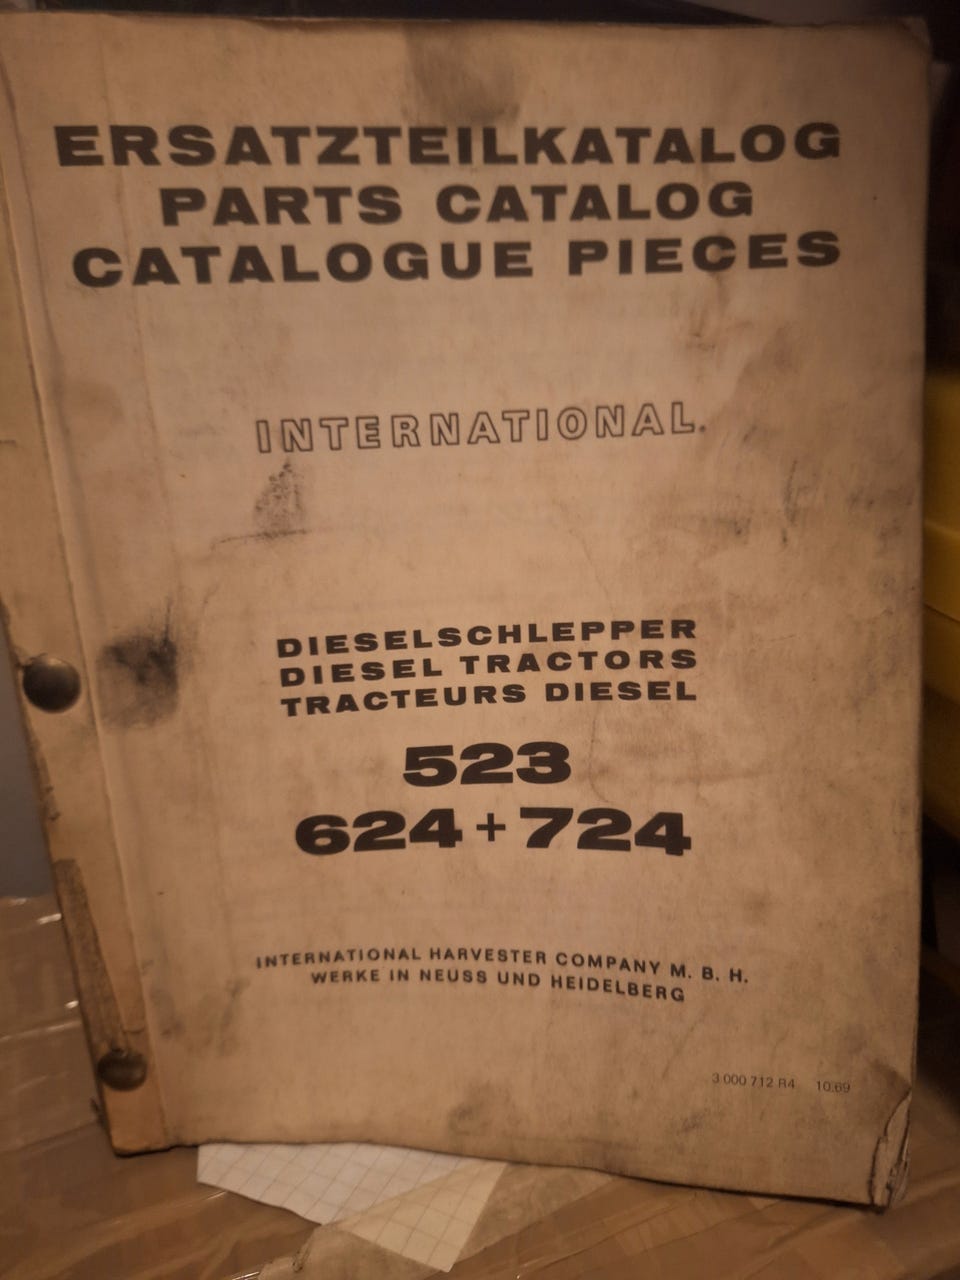 ERSATZTEILKATALOG
PARTS CATALOG
CATALOGUE PIECES
INTERNATIONAL.
DIESELSCHLEPPER
DIESEL TRACTORS
TRACTEURS DIESEL
523
624+724
INTERNATIONAL HARVESTER COMPANY M. B. H.
WERKE IN NEUSS UND HEIDELBERG
3 000 712 R4 10.69